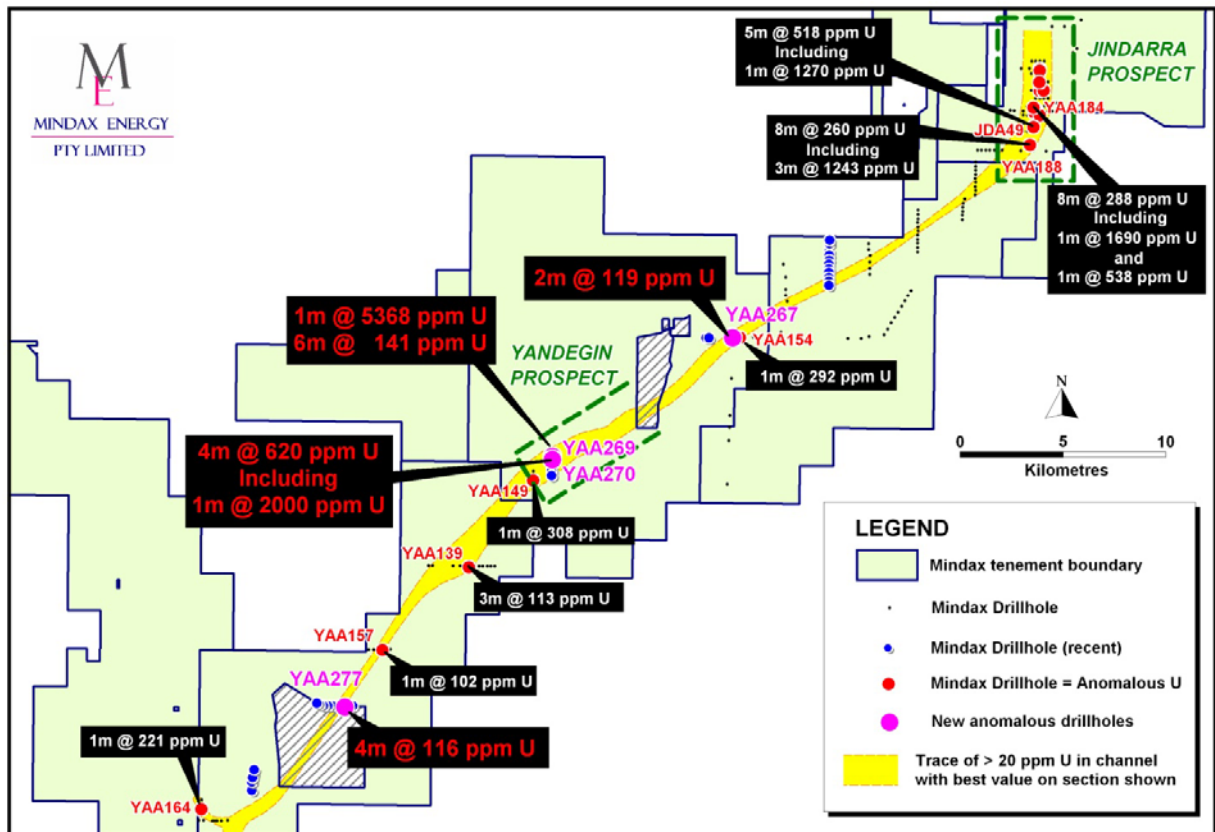 ME
MINDAX ENERGY
PTY LIMITED
5m @ 518 ppm U
Including
1m @ 1270 ppm U
JINDARRA
PROSPECT
YAA184
JDA49
8m @ 260 ppm U
Including
3m @ 1243 ppm U
YAA188
8m @ 288 ppm U
Including
1m @ 1690 ppm U
and
1m @ 538 ppm U
2m @ 119 ppm U
YAA267
YAA154
1m @ 292 ppm U
1m @ 5368 ppm U
6m @ 141 ppm U
YANDEGIN
PROSPECT
N
0 5 10
Kilometres
4m @ 620 ppm U
Including
1m @ 2000 ppm U
YAA269
YAA270
YAA149
1m @ 308 ppm U
YAA139
3m @ 113 ppm U
YAA157
1m @ 102 ppm U
YAA277
4m @ 116 ppm U
1m @ 221 ppm U
YAA164
LEGEND
Mindax tenement boundary
Mindax Drillhole
Mindax Drillhole (recent)
Mindax Drillhole = Anomalous U
New anomalous drillholes
Trace of > 20 ppm U in channel
with best value on section shown